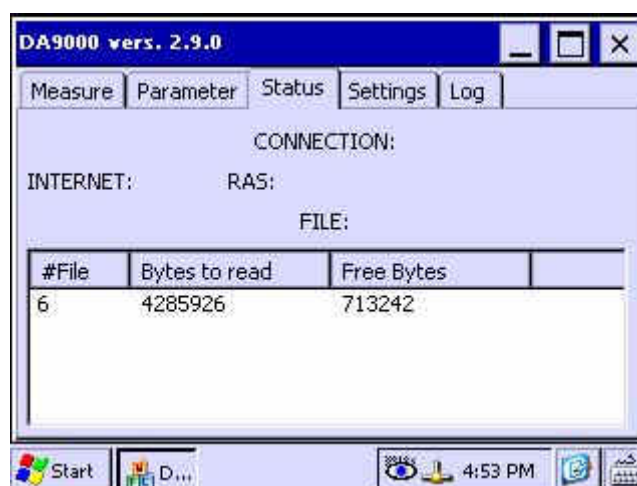 DA9000 vers. 2.9.0
Measure Parameter Status Settings Log
CONNECTION:
INTERNET: RAS:
FILE:
#File Bytes to read Free Bytes
6 4285926 713242
Start D... 4:53 PM